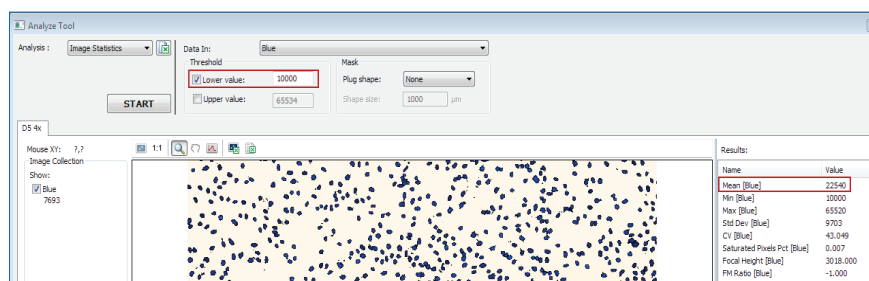 Analyze Tool
Analysis : Image Statistics
START
Data In: Blue
Threshold
Lower value: 10000
Upper value: 65534
Mask
Plug shape: None
Shape size: 1000 µm
D5 4x
Mouse XY: ?,?
1:1
Image Collection
Show:
Blue
7693
Results:
Name Value
Mean [Blue] 22540
Min [Blue] 10000
Max [Blue] 65520
Std Dev [Blue] 9703
CV [Blue] 43.049
Saturated Pixels Pct [Blue] 0.007
Focal Height [Blue] 3018.000
FM Ratio [Blue] -1.000